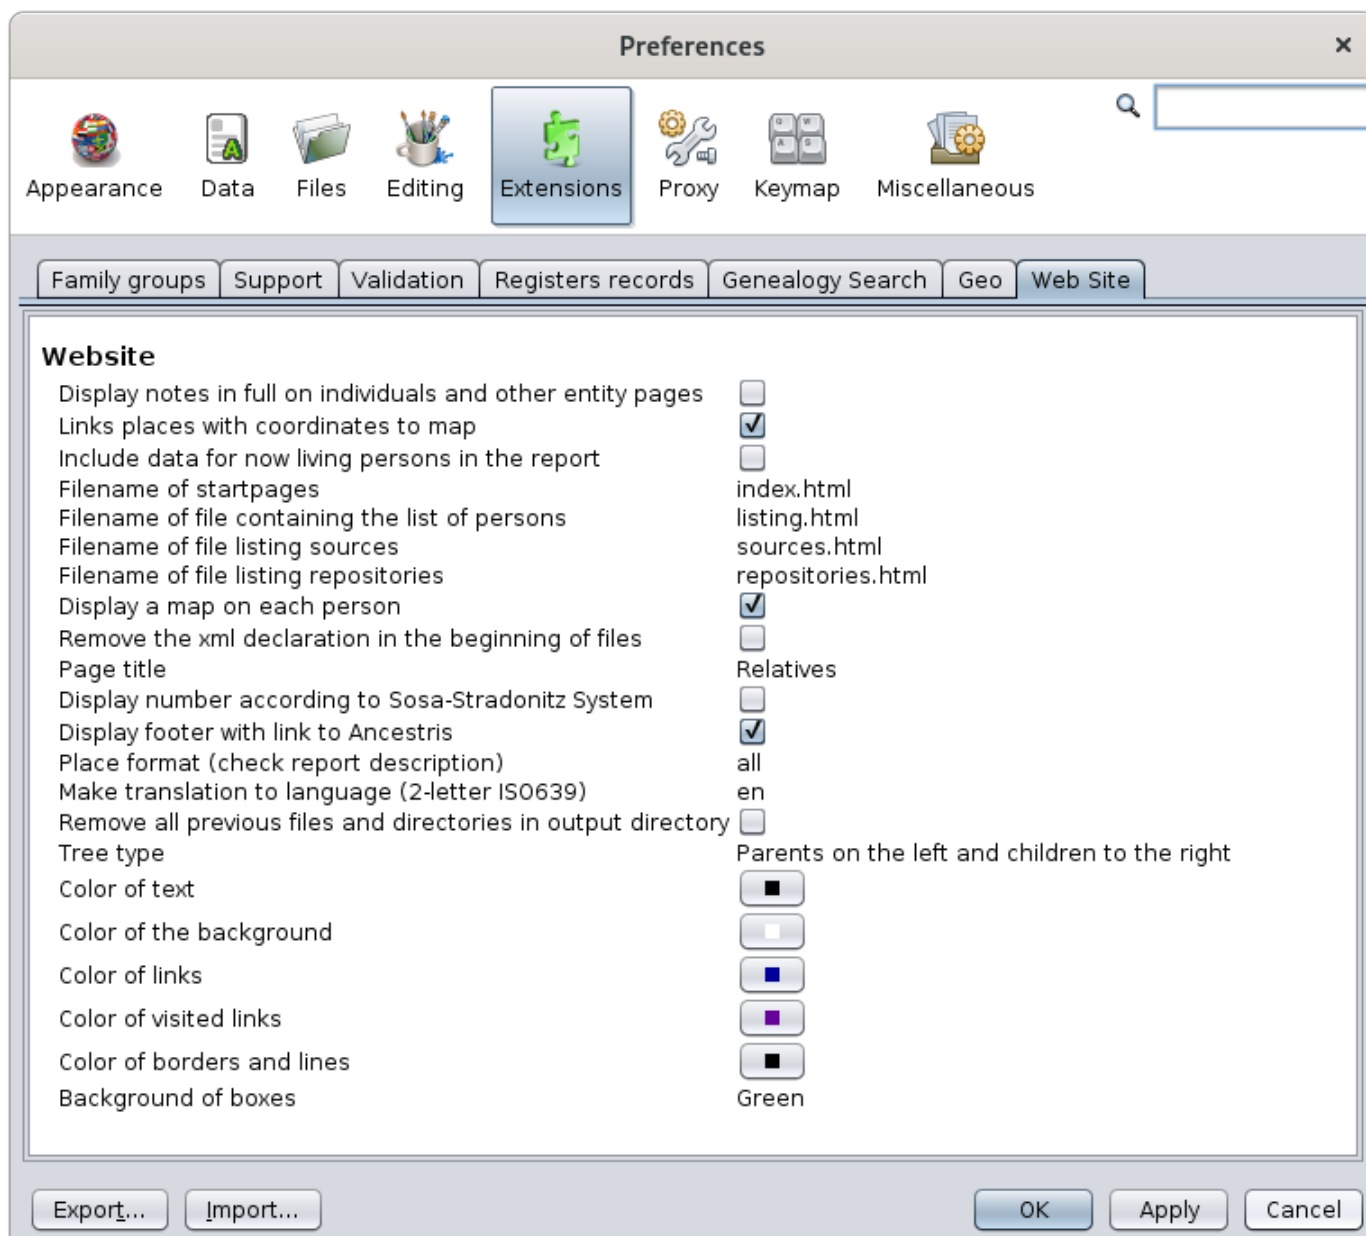 Preferences
Appearance Data Files Editing Extensions Proxy Keymap Miscellaneous
Family groups Support Validation Registers records Genealogy Search Geo Web Site
Website
Display notes in full on individuals and other entity pages
Links places with coordinates to map
Include data for now living persons in the report
Filename of startpages index.html
Filename of file containing the list of persons listing.html
Filename of file listing sources sources.html
Filename of file listing repositories repositories.html
Display a map on each person
Remove the xml declaration in the beginning of files
Page title Relatives
Display number according to Sosa-Stradonitz System
Display footer with link to Ancestris
Place format (check report description) all
Make translation to language (2-letter ISO639) en
Remove all previous files and directories in output directory
Tree type Parents on the left and children to the right
Color of text
Color of the background
Color of links
Color of visited links
Color of borders and lines
Background of boxes Green
Export... Import... OK Apply Cancel